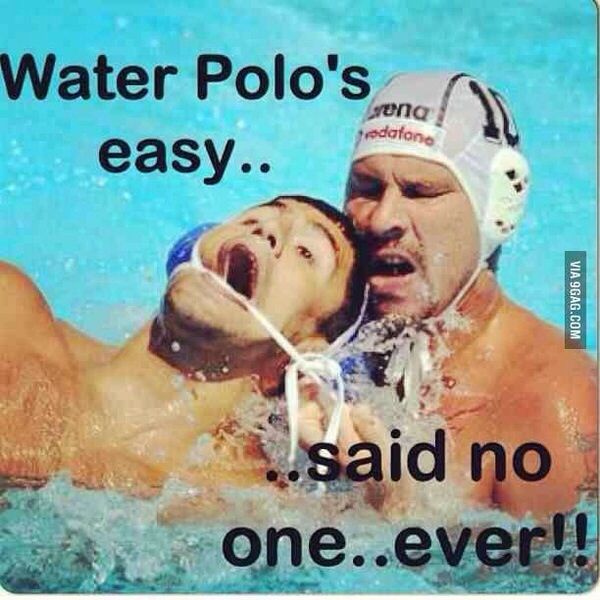 Water Polo's
easy..
arena
vodafone
10
VIA 9GAG.COM
..said no
one..ever!!